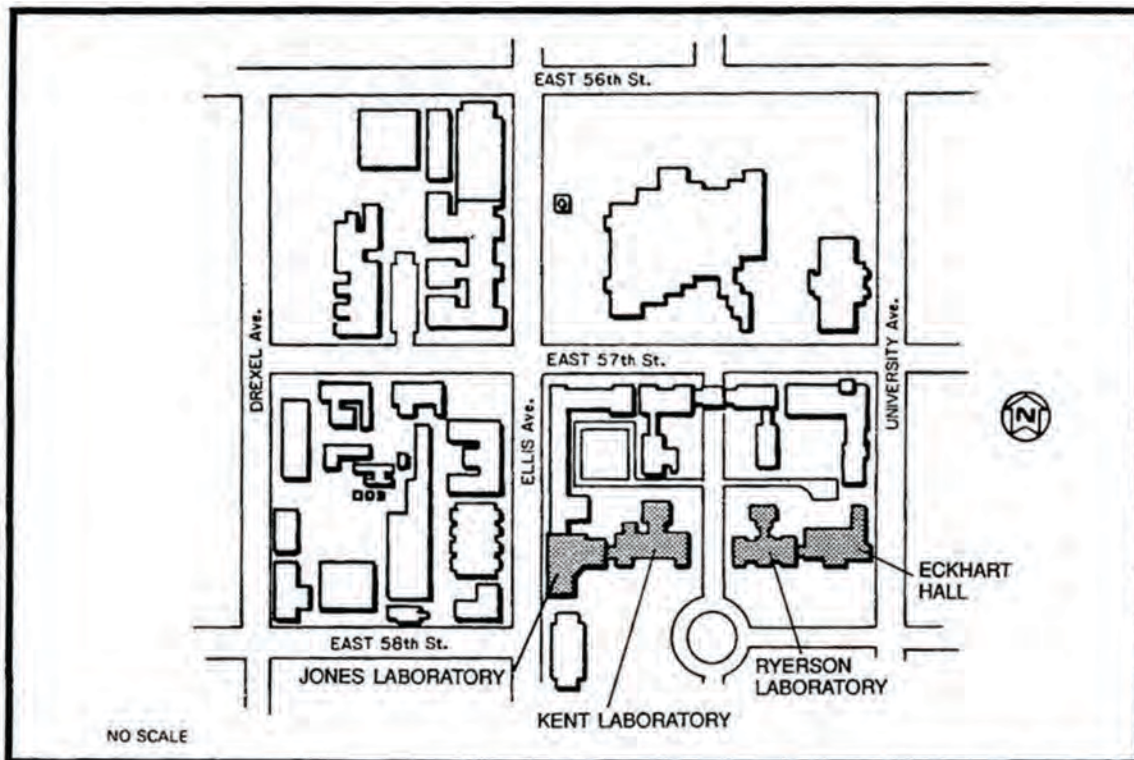 EAST 56th St.
DREXEL Ave.
ELLIS Ave.
EAST 57th St.
UNIVERSITY Ave.
N
ECKHART
HALL
EAST 58th St.
JONES LABORATORY
RYERSON
LABORATORY
KENT LABORATORY
NO SCALE